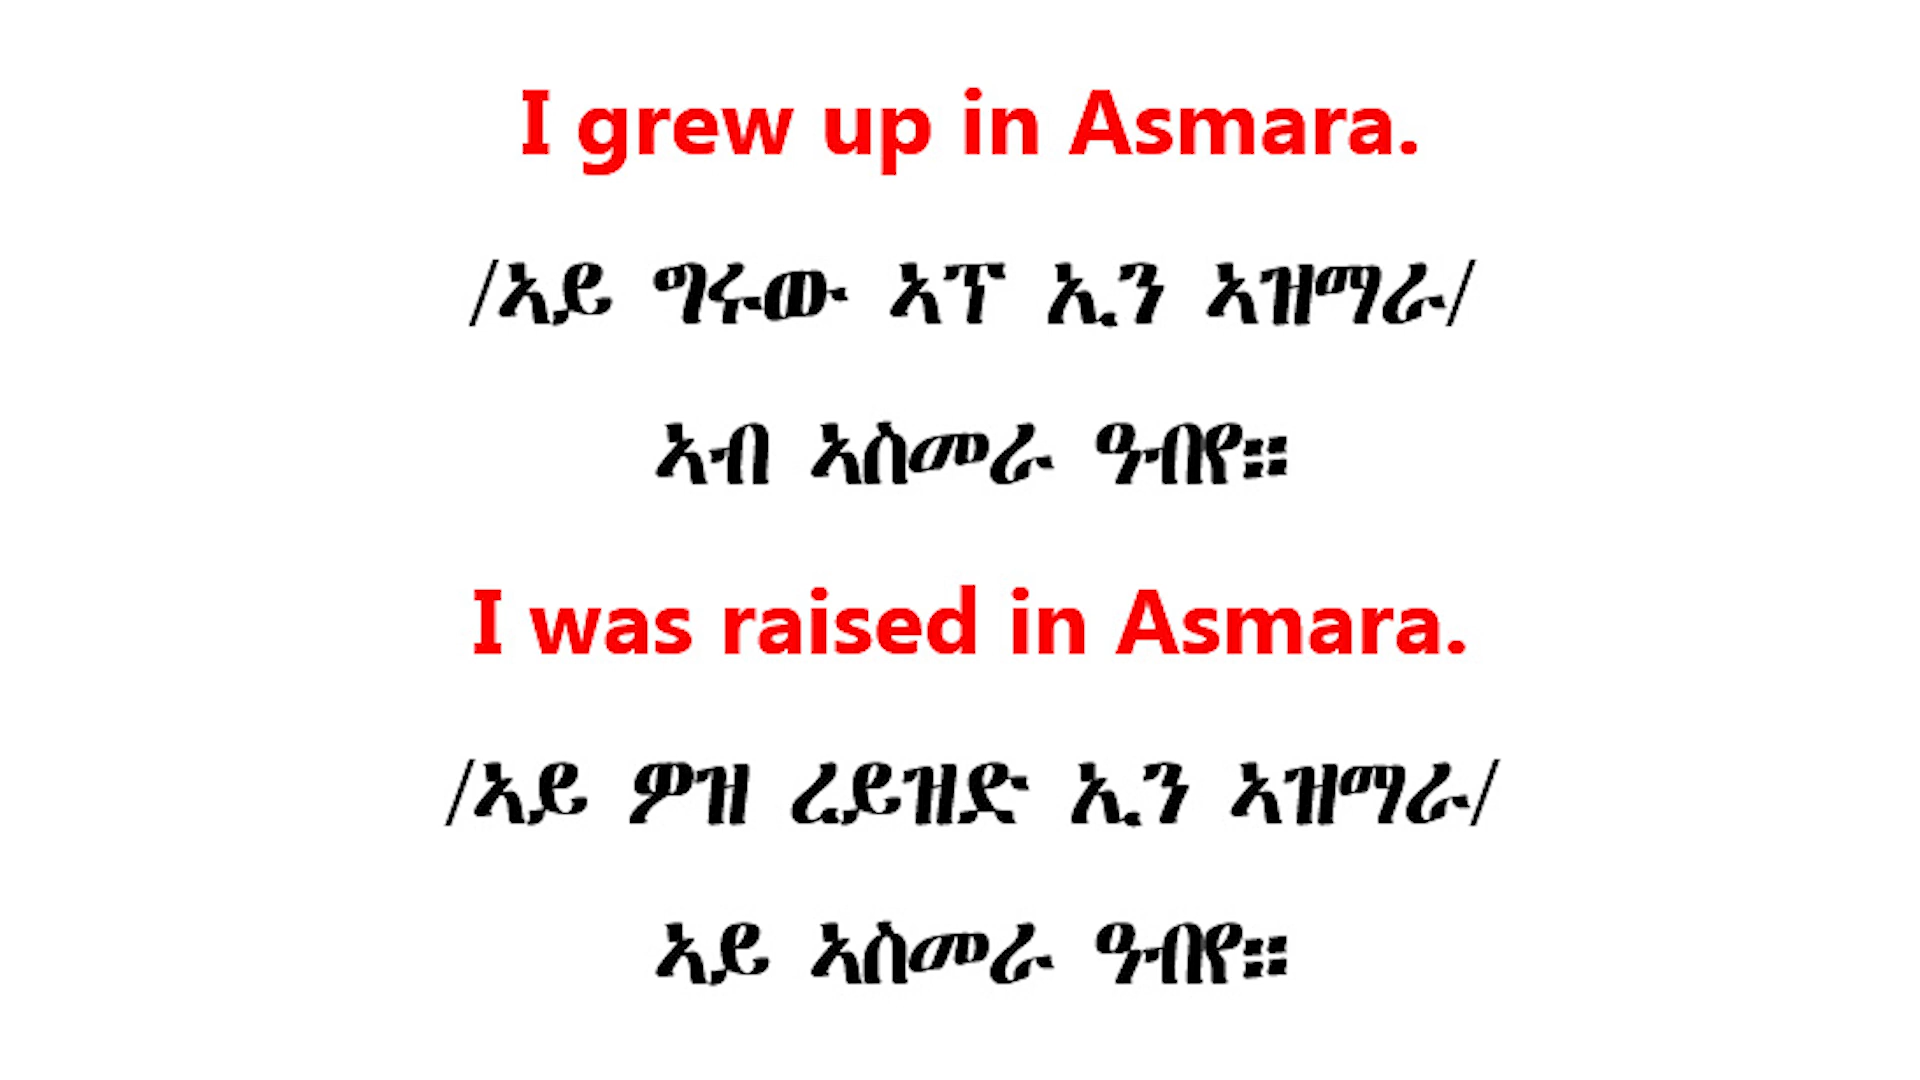 I grew up in Asmara.
/ኣይ ግሩው ኣፕ ኢን ኣዝማራ/
ኣብ ኣስመራ ዓብየ።
I was raised in Asmara.
/ኣይ ዎዝ ረይዝድ ኢን ኣዝማራ/
ኣይ ኣስመራ ዓብየ።